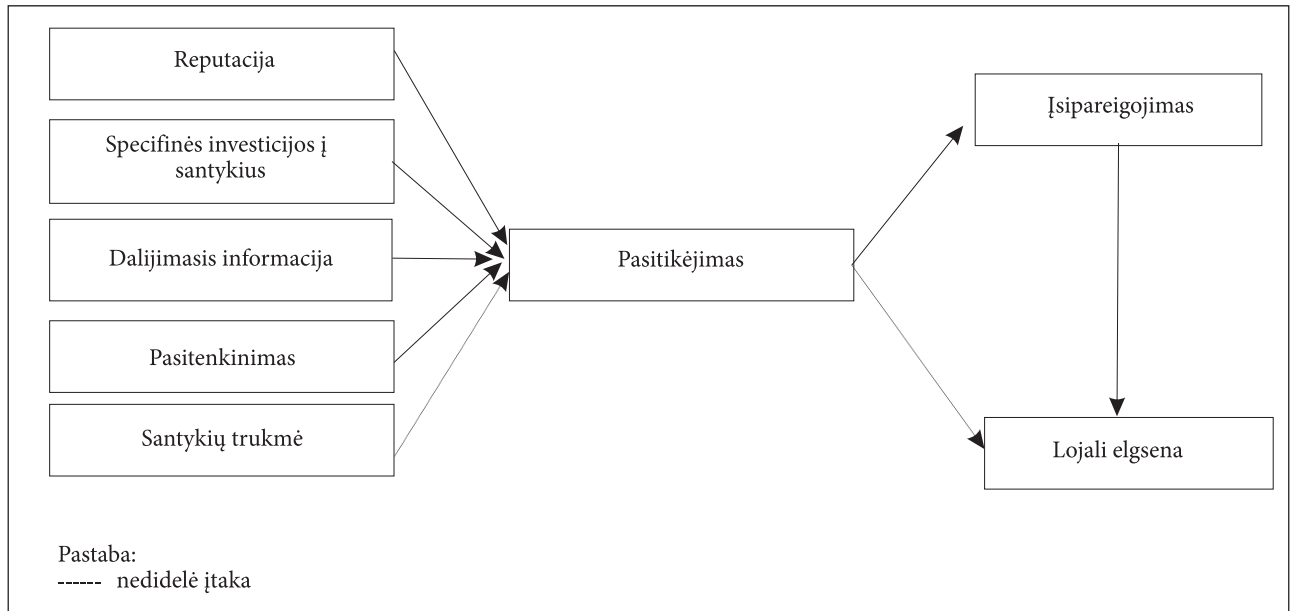 Reputacija
Specifinės investicijos į
santykius
Dalijimasis informacija
Pasitenkinimas
Santykių trukmė
Pasitikėjimas
Įsipareigojimas
Lojali elgsena
Pastaba:
------ nedidelė įtaka